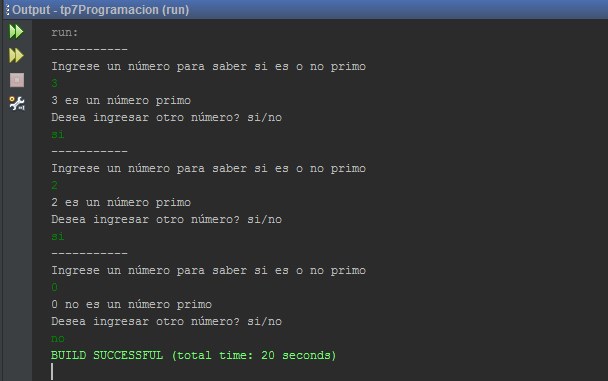 Output - tp7Programacion (run)
run:
-----------
Ingrese un número para saber si es o no primo
3
3 es un número primo
Desea ingresar otro número? si/no
si
-----------
Ingrese un número para saber si es o no primo
2
2 es un número primo
Desea ingresar otro número? si/no
si
-----------
Ingrese un número para saber si es o no primo
0
0 no es un número primo
Desea ingresar otro número? si/no
no
BUILD SUCCESSFUL (total time: 20 seconds)